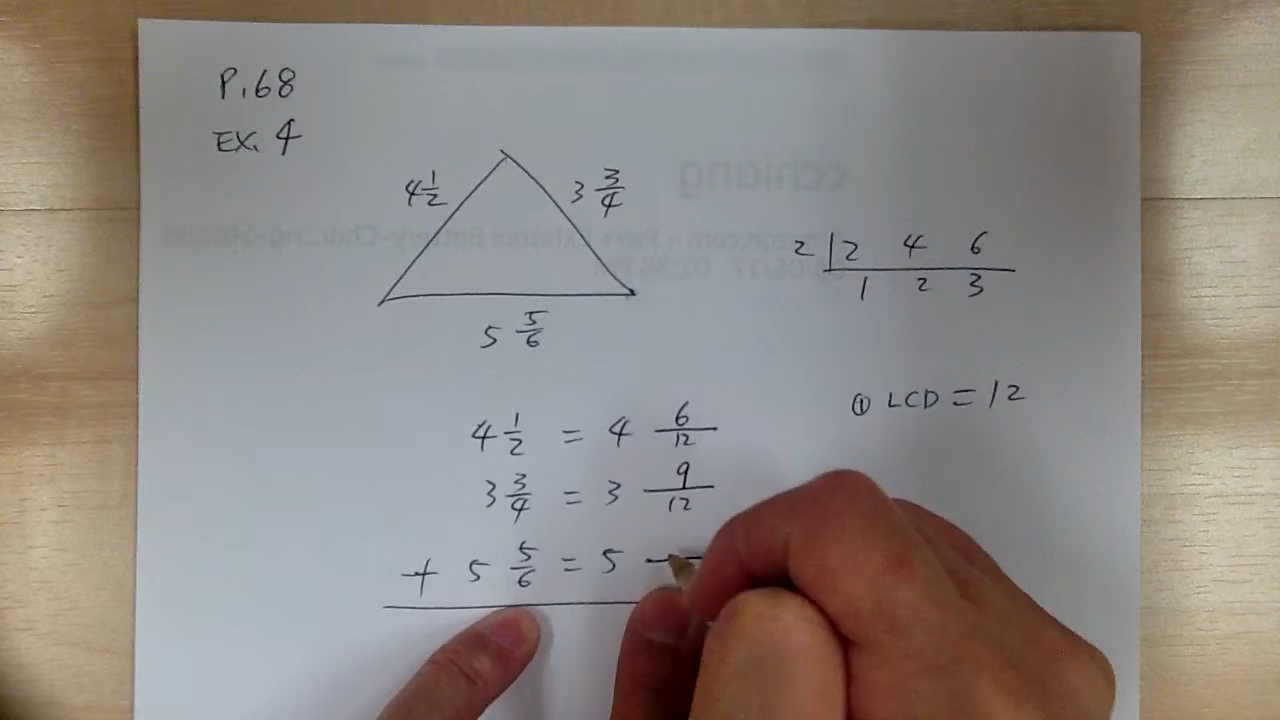 P.68
EX. 4
4 1/2
3 3/4
5 5/6
2 | 2 4 6
1 2 3
① LCD = 12
4 1/2 = 4 6/12
3 3/4 = 3 9/12
+ 5 5/6 = 5